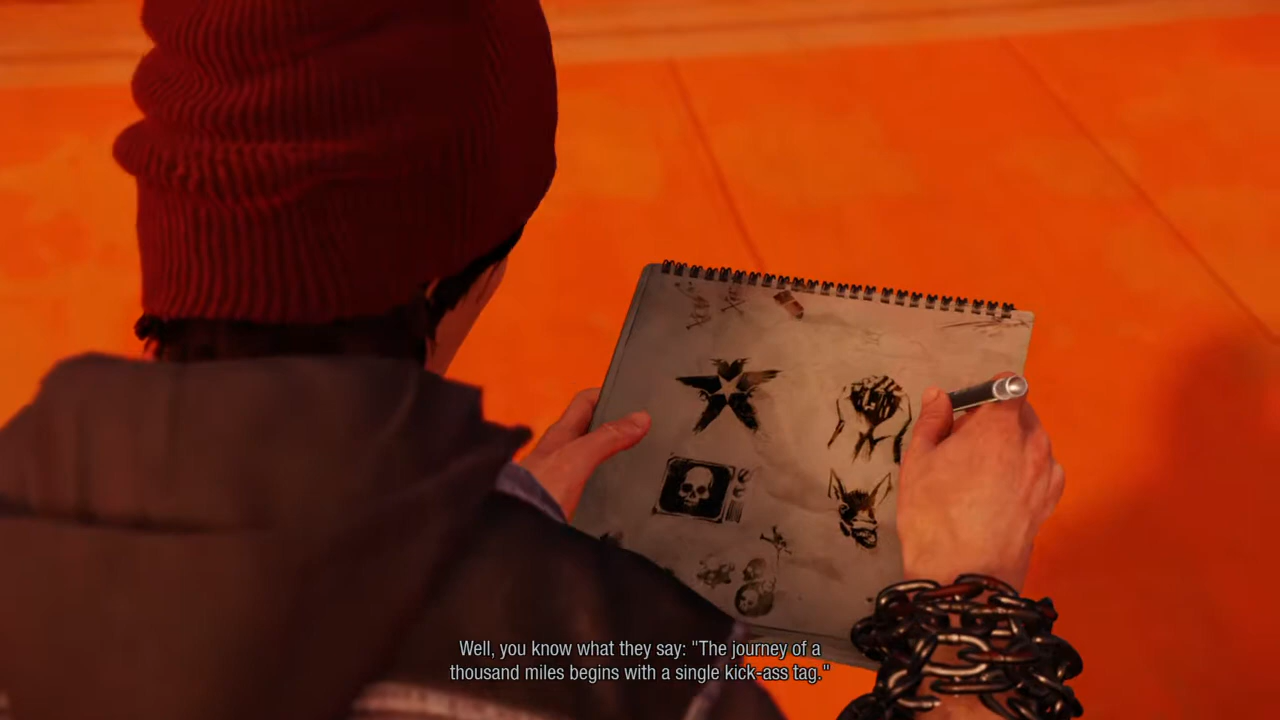 Well, you know what they say: "The journey of a
thousand miles begins with a single kick-ass tag."